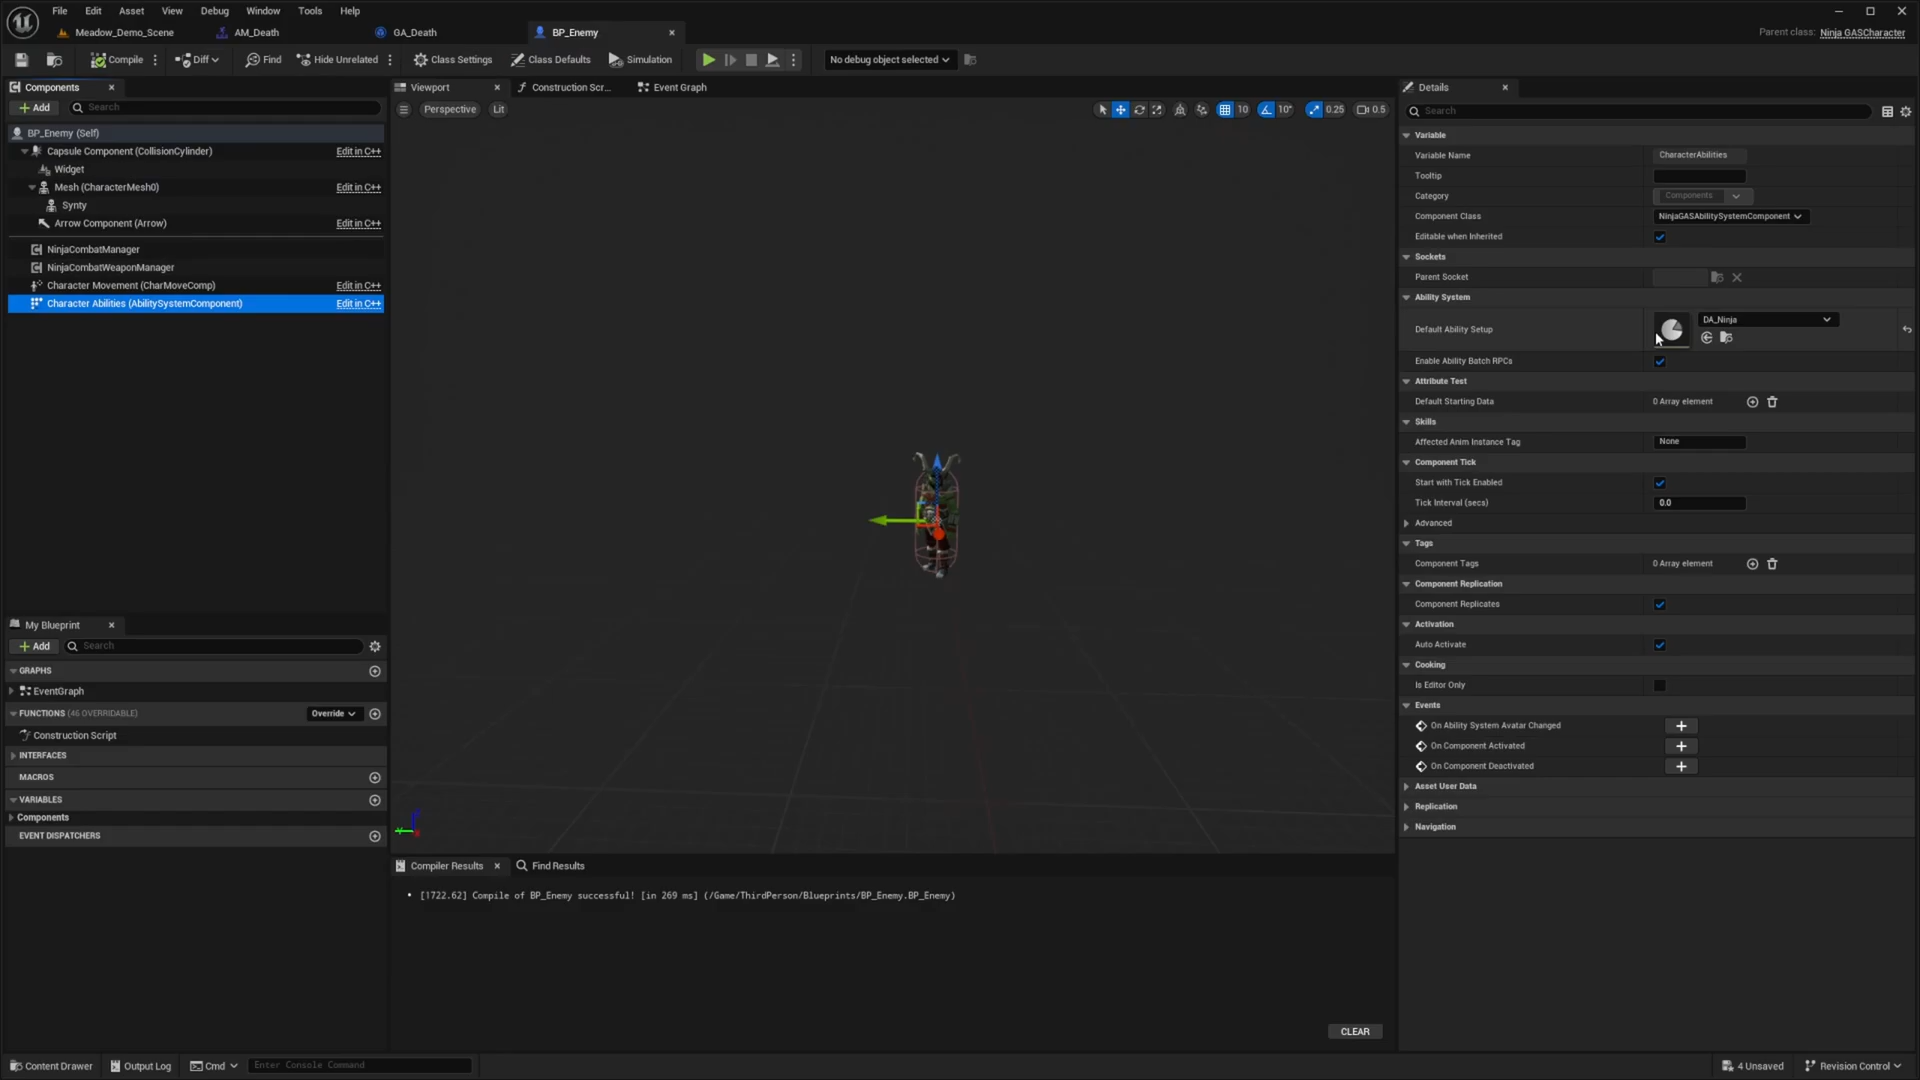 File Edit Asset View Debug Window Tools Help
Meadow_Demo_Scene AM_Death GA_Death BP_Enemy Parent class: Ninja GASCharacter
Compile Diff Find Hide Unrelated Class Settings Class Defaults Simulation No debug object selected
Components
Add Search
BP_Enemy (Self)
Capsule Component (CollisionCylinder) Edit in C++
Widget
Mesh (CharacterMesh0) Edit in C++
Synty
Arrow Component (Arrow) Edit in C++
NinjaCombatManager
NinjaCombatWeaponManager
Character Movement (CharMoveComp) Edit in C++
Character Abilities (AbilitySystemComponent) Edit in C++
My Blueprint
Add Search
GRAPHS
EventGraph
FUNCTIONS (46 OVERRIDABLE) Override
Construction Script
INTERFACES
MACROS
VARIABLES
Components
EVENT DISPATCHERS
Viewport Construction Scr... Event Graph
Perspective Lit 10 10° 0.25 0.5
Compiler Results Find Results
• [1722.62] Compile of BP_Enemy successful! [in 269 ms] (/Game/ThirdPerson/Blueprints/BP_Enemy.BP_Enemy)
CLEAR
Details
Search
Variable
Variable Name CharacterAbilities
Tooltip
Category Components
Component Class NinjaGASAbilitySystemComponent
Editable when Inherited
Sockets
Parent Socket
Ability System
Default Ability Setup DA_Ninja
Enable Ability Batch RPCs
Attribute Test
Default Starting Data 0 Array element
Skills
Affected Anim Instance Tag None
Component Tick
Start with Tick Enabled
Tick Interval (secs) 0.0
Advanced
Tags
Component Tags 0 Array element
Component Replication
Component Replicates
Activation
Auto Activate
Cooking
Is Editor Only
Events
On Ability System Avatar Changed
On Component Activated
On Component Deactivated
Asset User Data
Replication
Navigation
Content Drawer Output Log Cmd Enter Console Command 4 Unsaved Revision Control